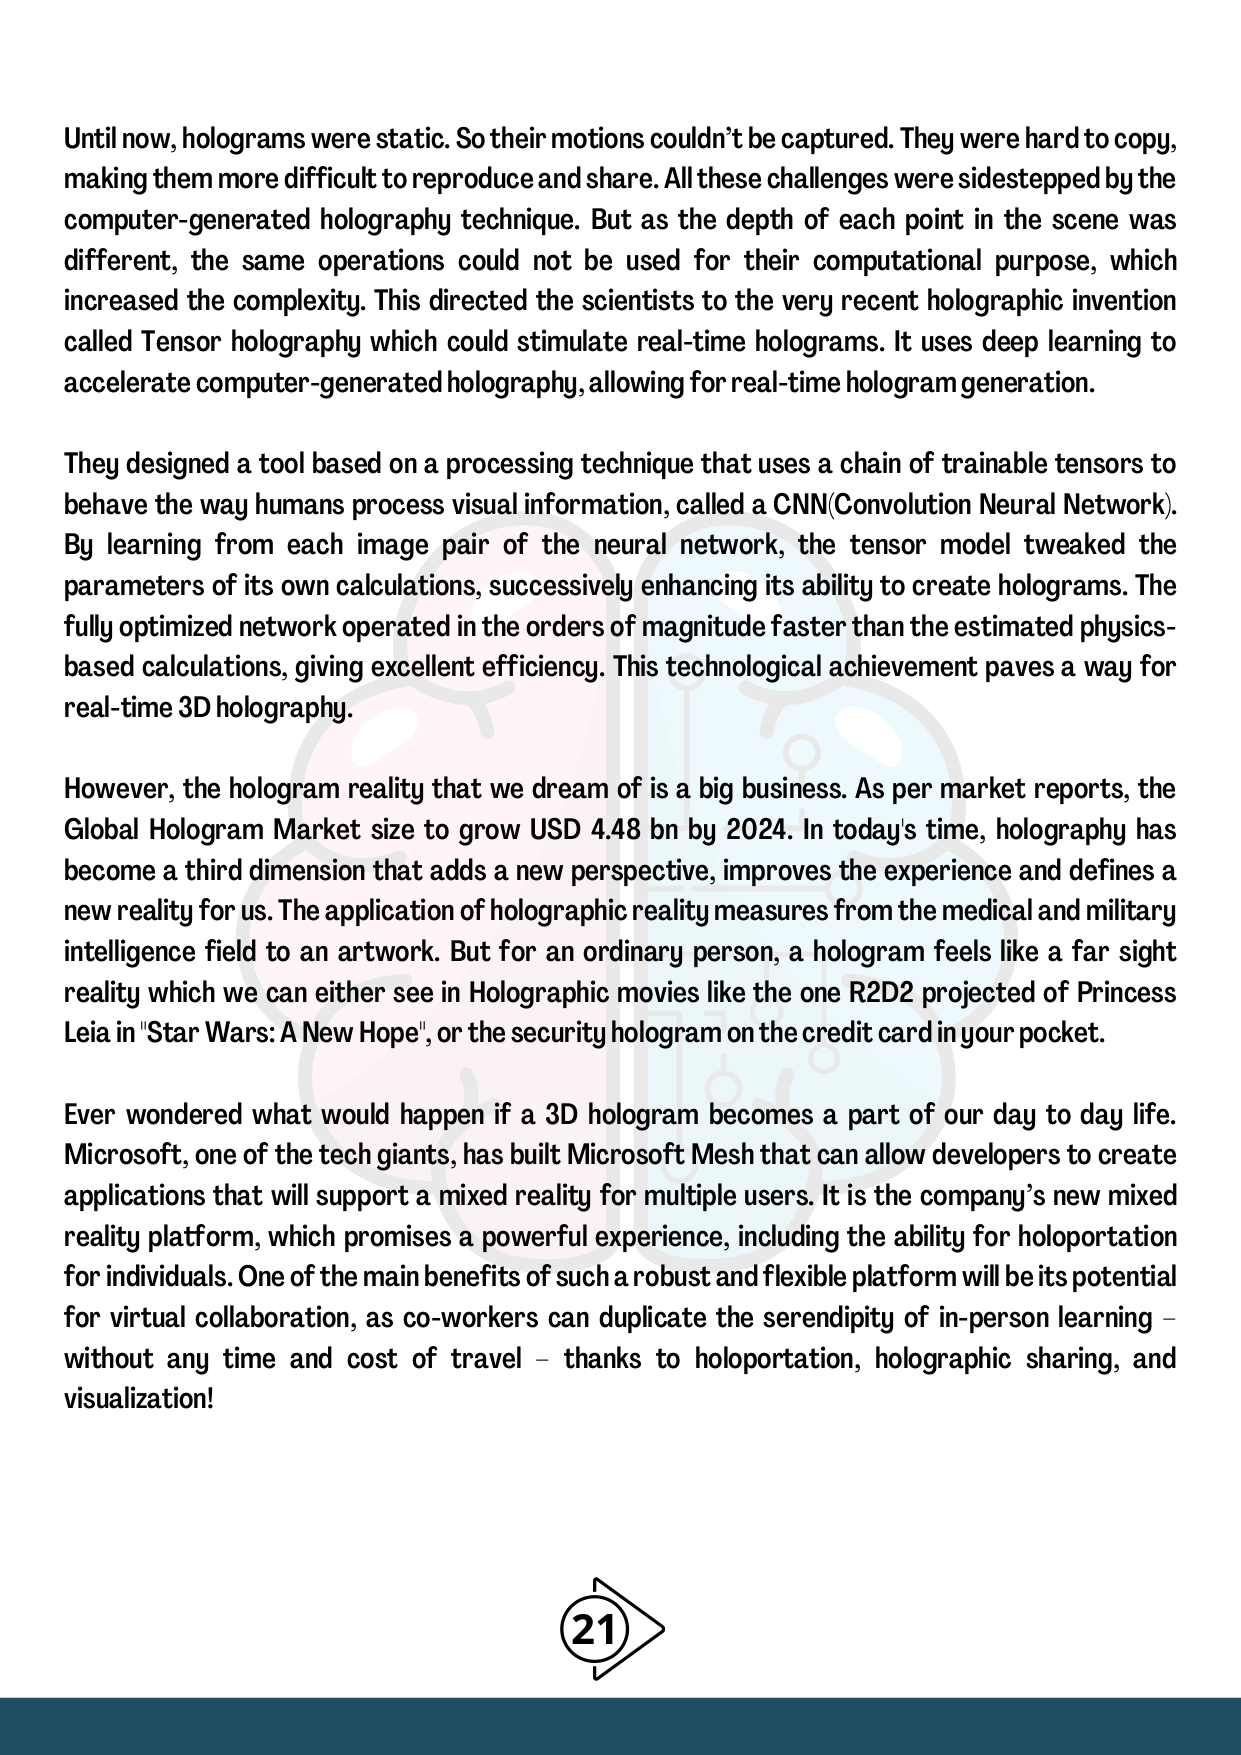 Until now, holograms were static. So their motions couldn’t be captured. They were hard to copy,
making them more difficult to reproduce and share. All these challenges were sidestepped by the
computer-generated holography technique. But as the depth of each point in the scene was
different, the same operations could not be used for their computational purpose, which
increased the complexity. This directed the scientists to the very recent holographic invention
called Tensor holography which could stimulate real-time holograms. It uses deep learning to
accelerate computer-generated holography, allowing for real-time hologram generation.
They designed a tool based on a processing technique that uses a chain of trainable tensors to
behave the way humans process visual information, called a CNN(Convolution Neural Network).
By learning from each image pair of the neural network, the tensor model tweaked the
parameters of its own calculations, successively enhancing its ability to create holograms. The
fully optimized network operated in the orders of magnitude faster than the estimated physics-
based calculations, giving excellent efficiency. This technological achievement paves a way for
real-time 3D holography.
However, the hologram reality that we dream of is a big business. As per market reports, the
Global Hologram Market size to grow USD 4.48 bn by 2024. In today's time, holography has
become a third dimension that adds a new perspective, improves the experience and defines a
new reality for us. The application of holographic reality measures from the medical and military
intelligence field to an artwork. But for an ordinary person, a hologram feels like a far sight
reality which we can either see in Holographic movies like the one R2D2 projected of Princess
Leia in "Star Wars: A New Hope", or the security hologram on the credit card in your pocket.
Ever wondered what would happen if a 3D hologram becomes a part of our day to day life.
Microsoft, one of the tech giants, has built Microsoft Mesh that can allow developers to create
applications that will support a mixed reality for multiple users. It is the company’s new mixed
reality platform, which promises a powerful experience, including the ability for holoportation
for individuals. One of the main benefits of such a robust and flexible platform will be its potential
for virtual collaboration, as co-workers can duplicate the serendipity of in-person learning –
without any time and cost of travel – thanks to holoportation, holographic sharing, and
visualization!
21